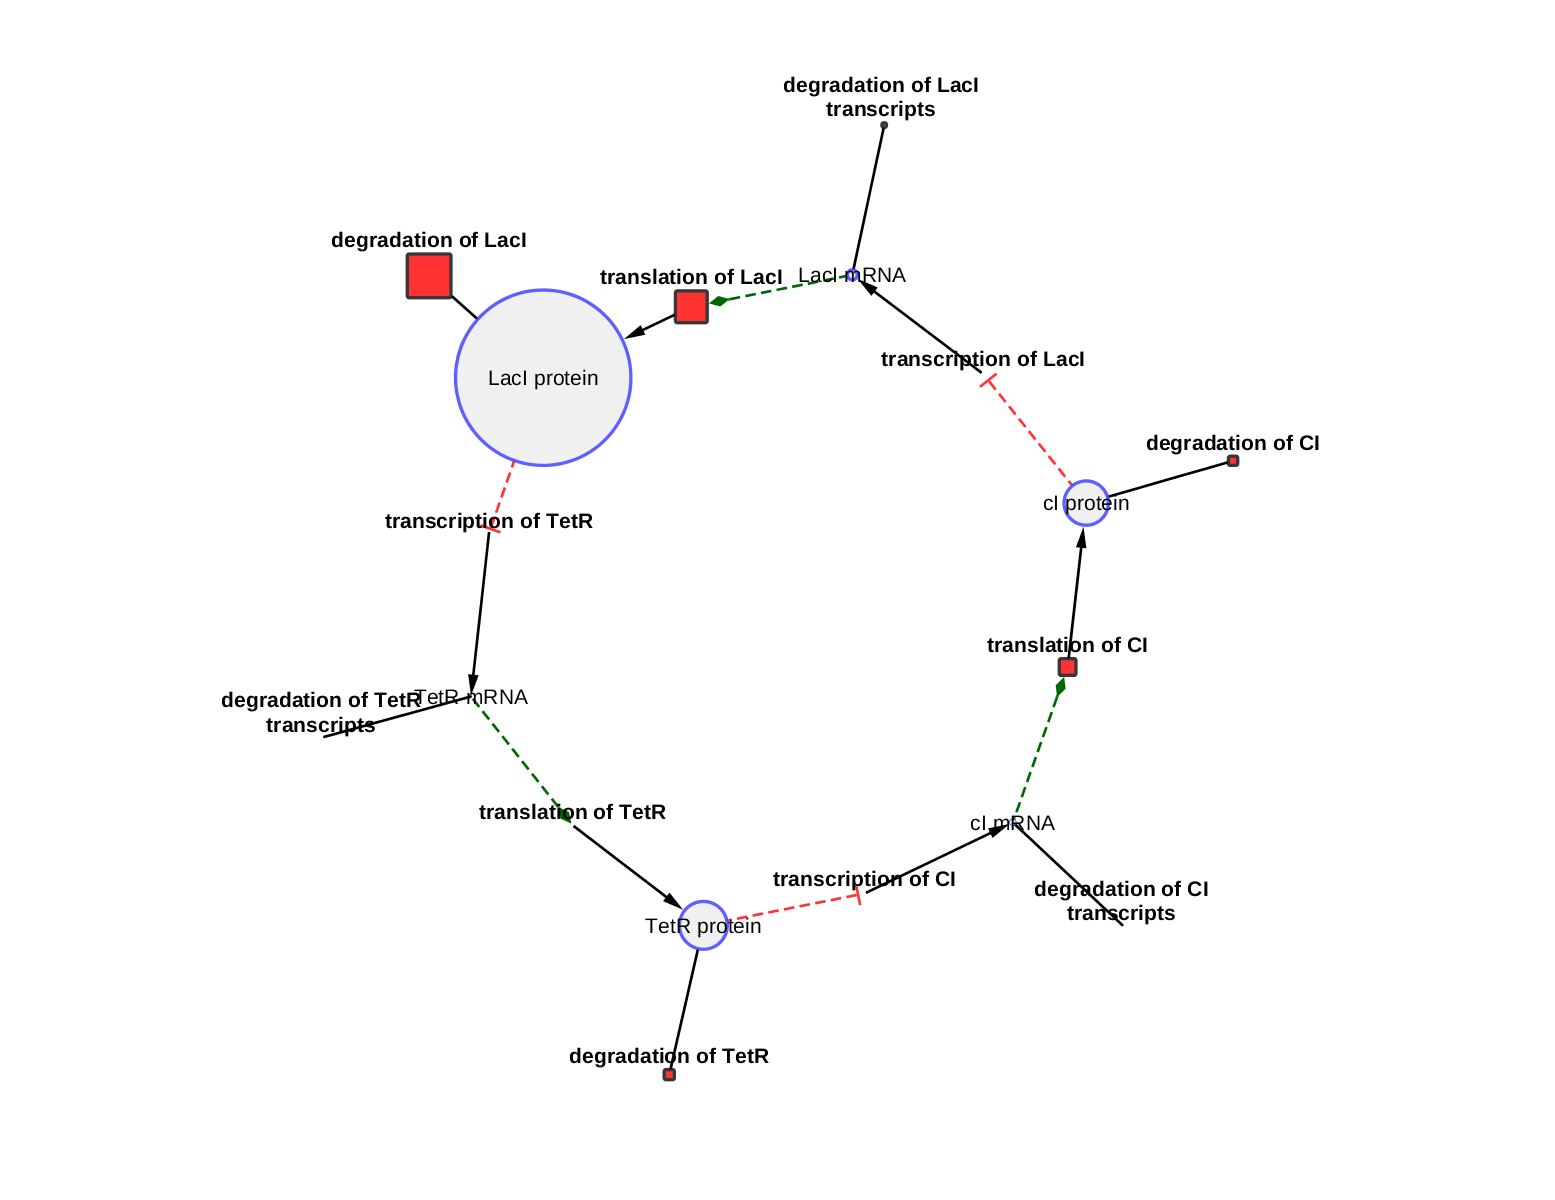 degradation of LacI
transcripts
degradation of LacI
translation of LacI
LacI mRNA
transcription of LacI
LacI protein
degradation of CI
cI protein
transcription of TetR
translation of CI
degradation of TetR
transcripts
TetR mRNA
translation of TetR
cI mRNA
transcription of CI
degradation of CI
transcripts
TetR protein
degradation of TetR